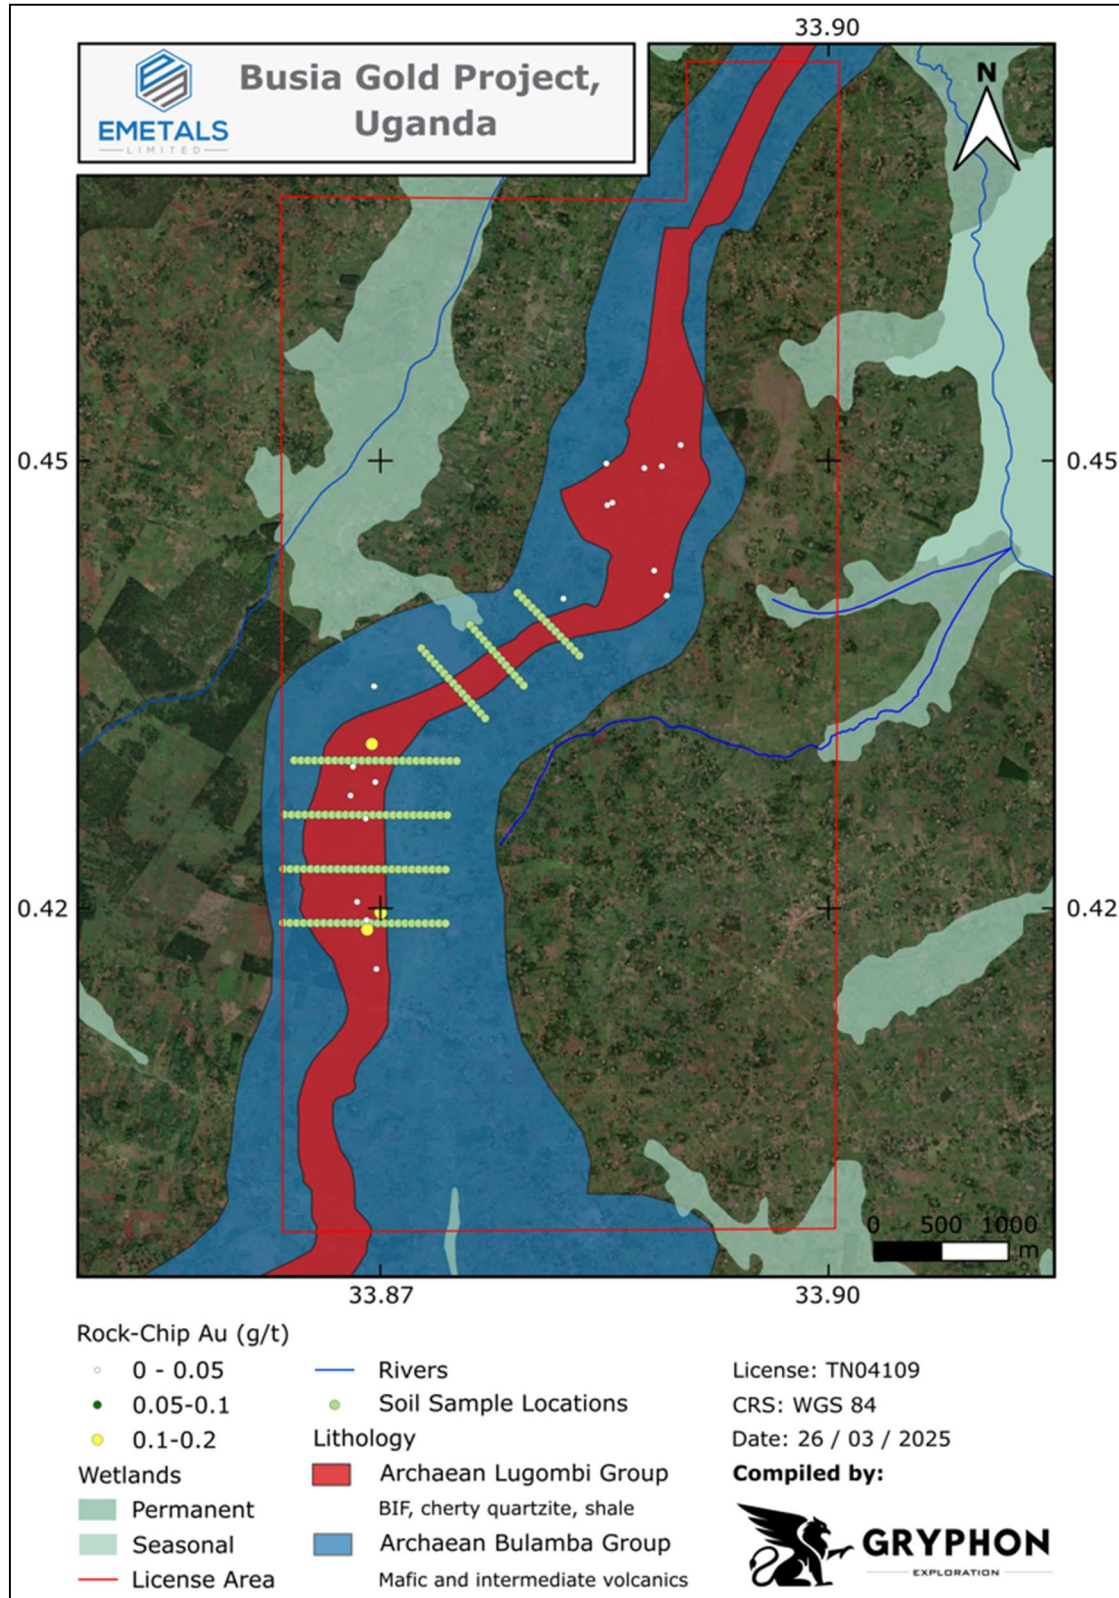 33.90
EMETALS
LIMITED
Busia Gold Project,
Uganda
N
0.45
0.45
0.42
0.42
0 500 1000
m
33.87
33.90
Rock-Chip Au (g/t)
0 - 0.05
0.05-0.1
0.1-0.2
Wetlands
Permanent
Seasonal
License Area
Rivers
Soil Sample Locations
Lithology
Archaean Lugombi Group
BIF, cherty quartzite, shale
Archaean Bulamba Group
Mafic and intermediate volcanics
License: TN04109
CRS: WGS 84
Date: 26 / 03 / 2025
Compiled by:
GRYPHON
EXPLORATION